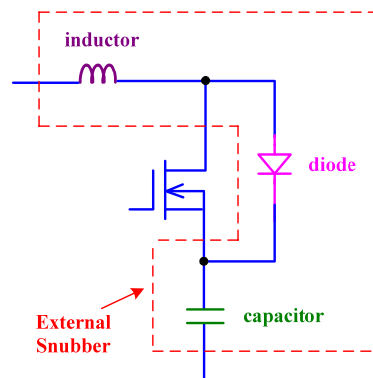 inductor
diode
capacitor
External
Snubber